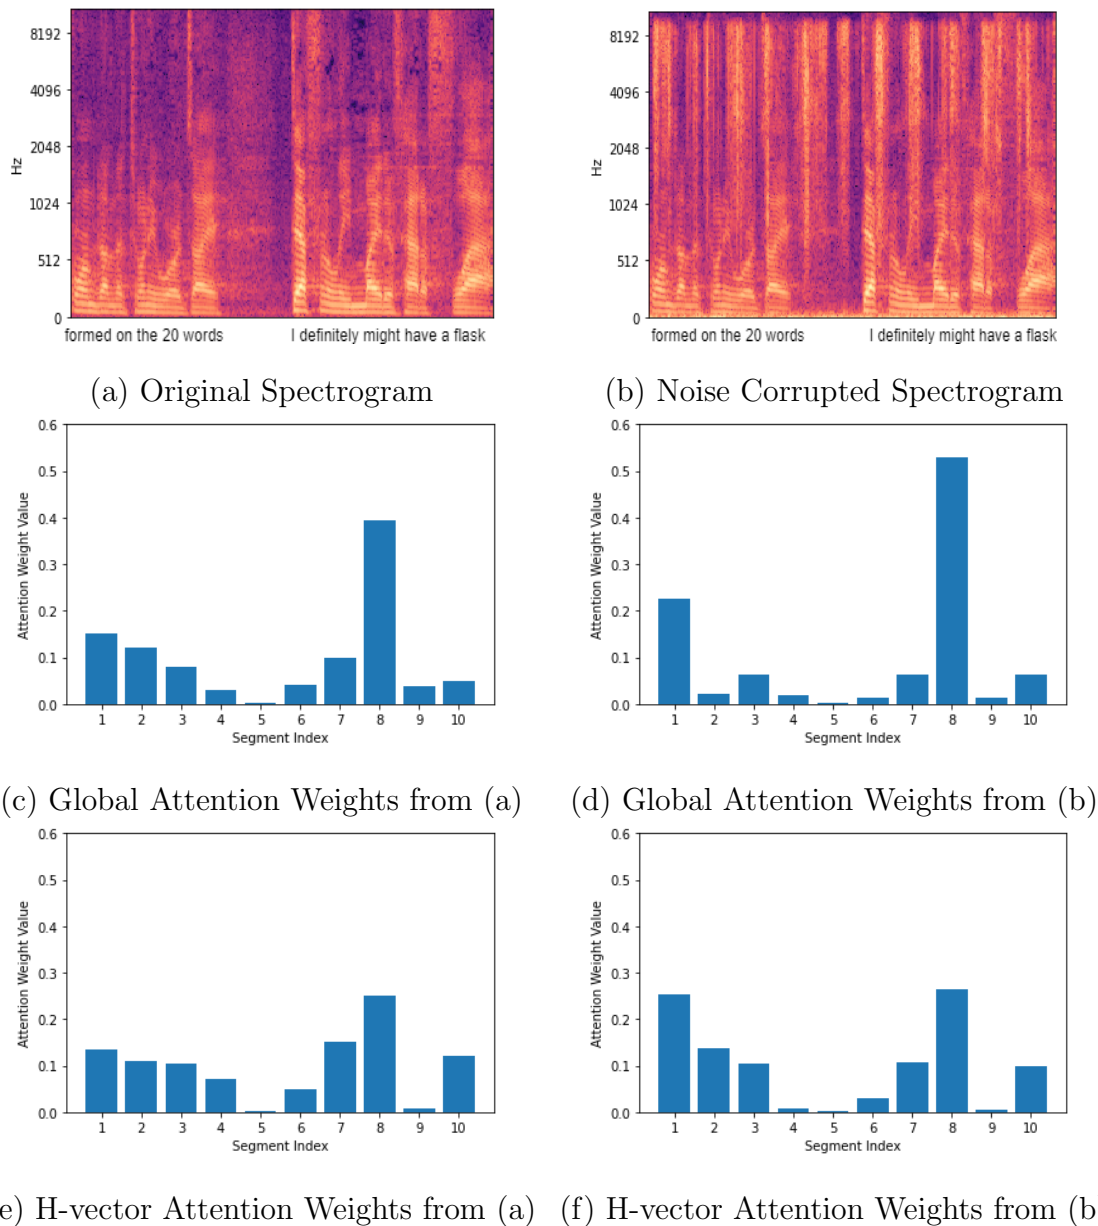 8192
4096
2048
1024
512
0
Hz
formed on the 20 words I definitely might have a flask
(a) Original Spectrogram
8192
4096
2048
1024
512
0
Hz
formed on the 20 words I definitely might have a flask
(b) Noise Corrupted Spectrogram
0.6
0.5
0.4
0.3
0.2
0.1
0.0
Attention Weight Value
1 2 3 4 5 6 7 8 9 10
Segment Index
(c) Global Attention Weights from (a)
0.6
0.5
0.4
0.3
0.2
0.1
0.0
Attention Weight Value
1 2 3 4 5 6 7 8 9 10
Segment Index
(d) Global Attention Weights from (b)
0.6
0.5
0.4
0.3
0.2
0.1
0.0
Attention Weight Value
1 2 3 4 5 6 7 8 9 10
Segment Index
e) H-vector Attention Weights from (a)
0.6
0.5
0.4
0.3
0.2
0.1
0.0
Attention Weight Value
1 2 3 4 5 6 7 8 9 10
Segment Index
(f) H-vector Attention Weights from (b